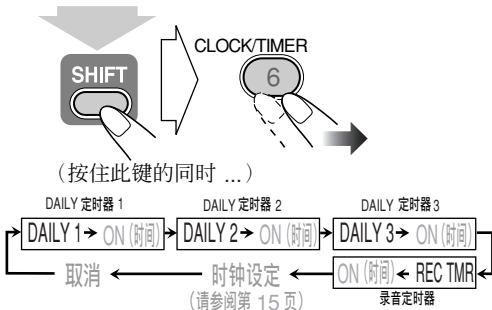 CLOCK/TIMER
SHIFT
6
(按住此键的同时 ...)
DAILY 定时器 1 DAILY 定时器 2 DAILY 定时器 3
DAILY 1 → ON (时间) → DAILY 2 → ON (时间) → DAILY 3 → ON (时间)
取消 ← 时钟设定 ← ON (时间) ← REC TMR
(请参阅第 15 页) 录音定时器